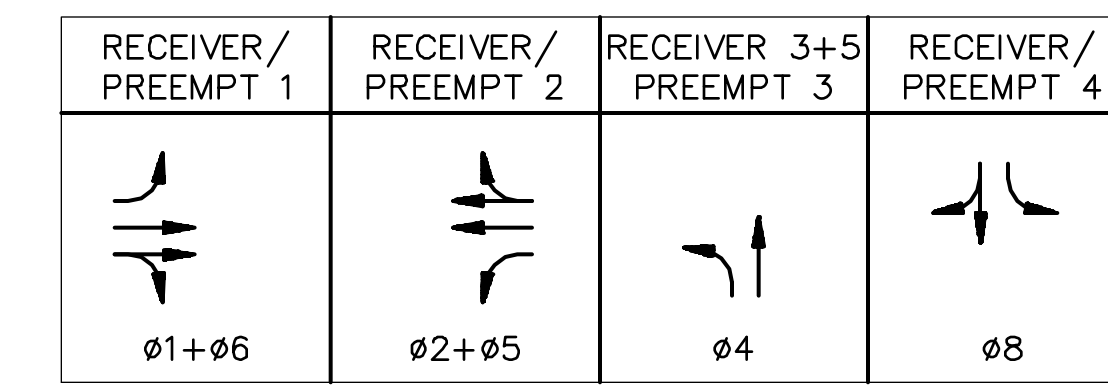 RECEIVER/
PREEMPT 1
RECEIVER/
PREEMPT 2
RECEIVER 3+5
PREEMPT 3
RECEIVER/
PREEMPT 4
ø1+ø6
ø2+ø5
ø4
ø8